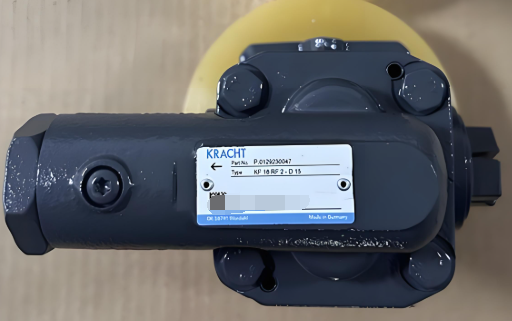 KRACHT
Part No. P.0129230047
Type KF 16 RF 2 - D 15
DE 58791 Werdohl Made in Germany